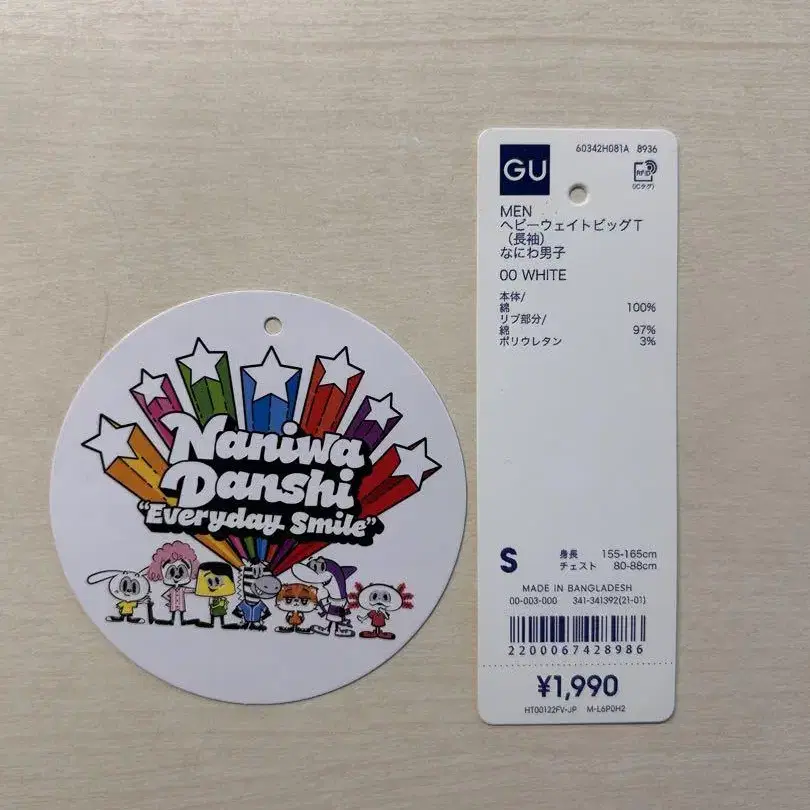 Naniwa
Danshi
"Everyday Smile"
GU
60342H081A 8936
RFID
(ICタグ)
MEN
ヘビーウェイトビッグT
(長袖)
なにわ男子
00 WHITE
本体/
綿 100%
リブ部分/
綿 97%
ポリウレタン 3%
S
身長 155-165cm
チェスト 80-88cm
MADE IN BANGLADESH
00-003-000 341-341392(21-01)
2200067428986
¥1,990
HT00122FV-JP M-L6P0H2